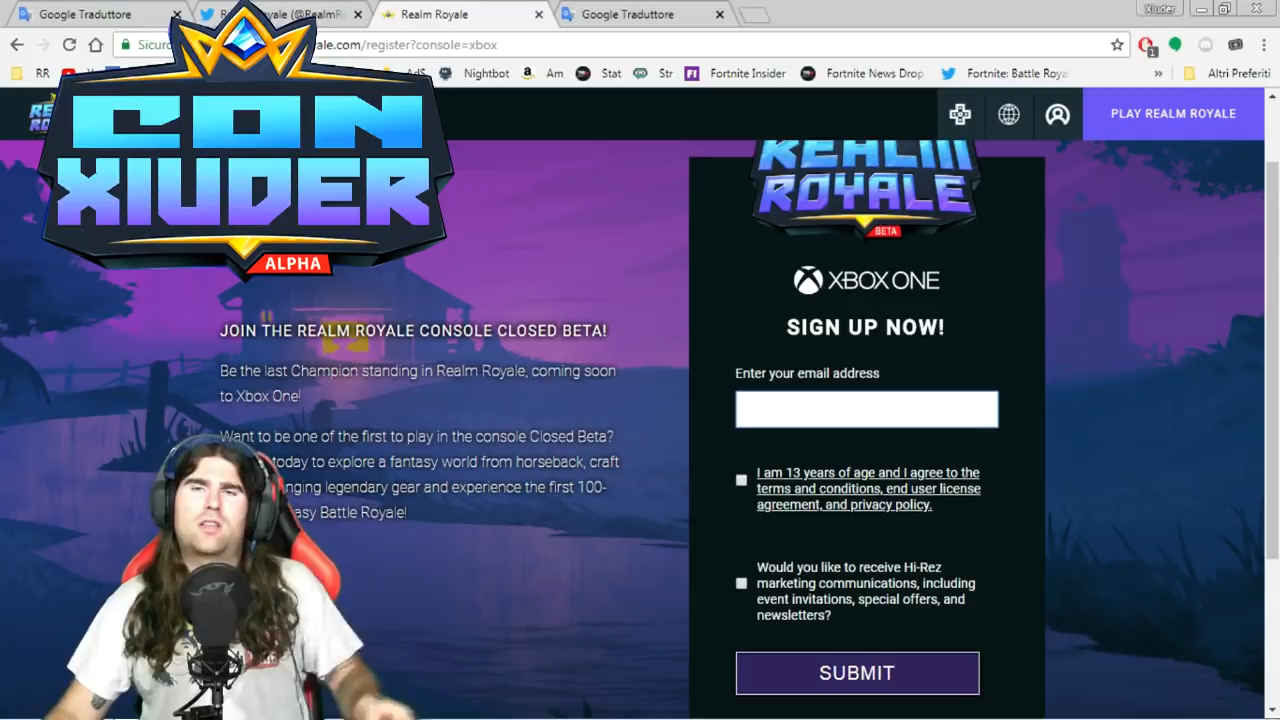 Google Traduttore
Realm Royale
Google Traduttore
Xiuder
Sicuro
ale.com/register?console=xbox
RR
Nightbot
Am
Stat
Str
Fortnite Insider
Fortnite News Drop
Fortnite: Battle Roya
»
Altri Preferiti
PLAY REALM ROYALE
CON
XIUDER
ALPHA
REALM
ROYALE
BETA
XBOX ONE
SIGN UP NOW!
JOIN THE REALM ROYALE CONSOLE CLOSED BETA!
Be the last Champion standing in Realm Royale, coming soon
to Xbox One!
Want to be one of the first to play in the console Closed Beta?
today to explore a fantasy world from horseback, craft
nging legendary gear and experience the first 100-
asy Battle Royale!
Enter your email address
I am 13 years of age and I agree to the
terms and conditions, end user license
agreement, and privacy policy.
Would you like to receive Hi-Rez
marketing communications, including
event invitations, special offers, and
newsletters?
SUBMIT